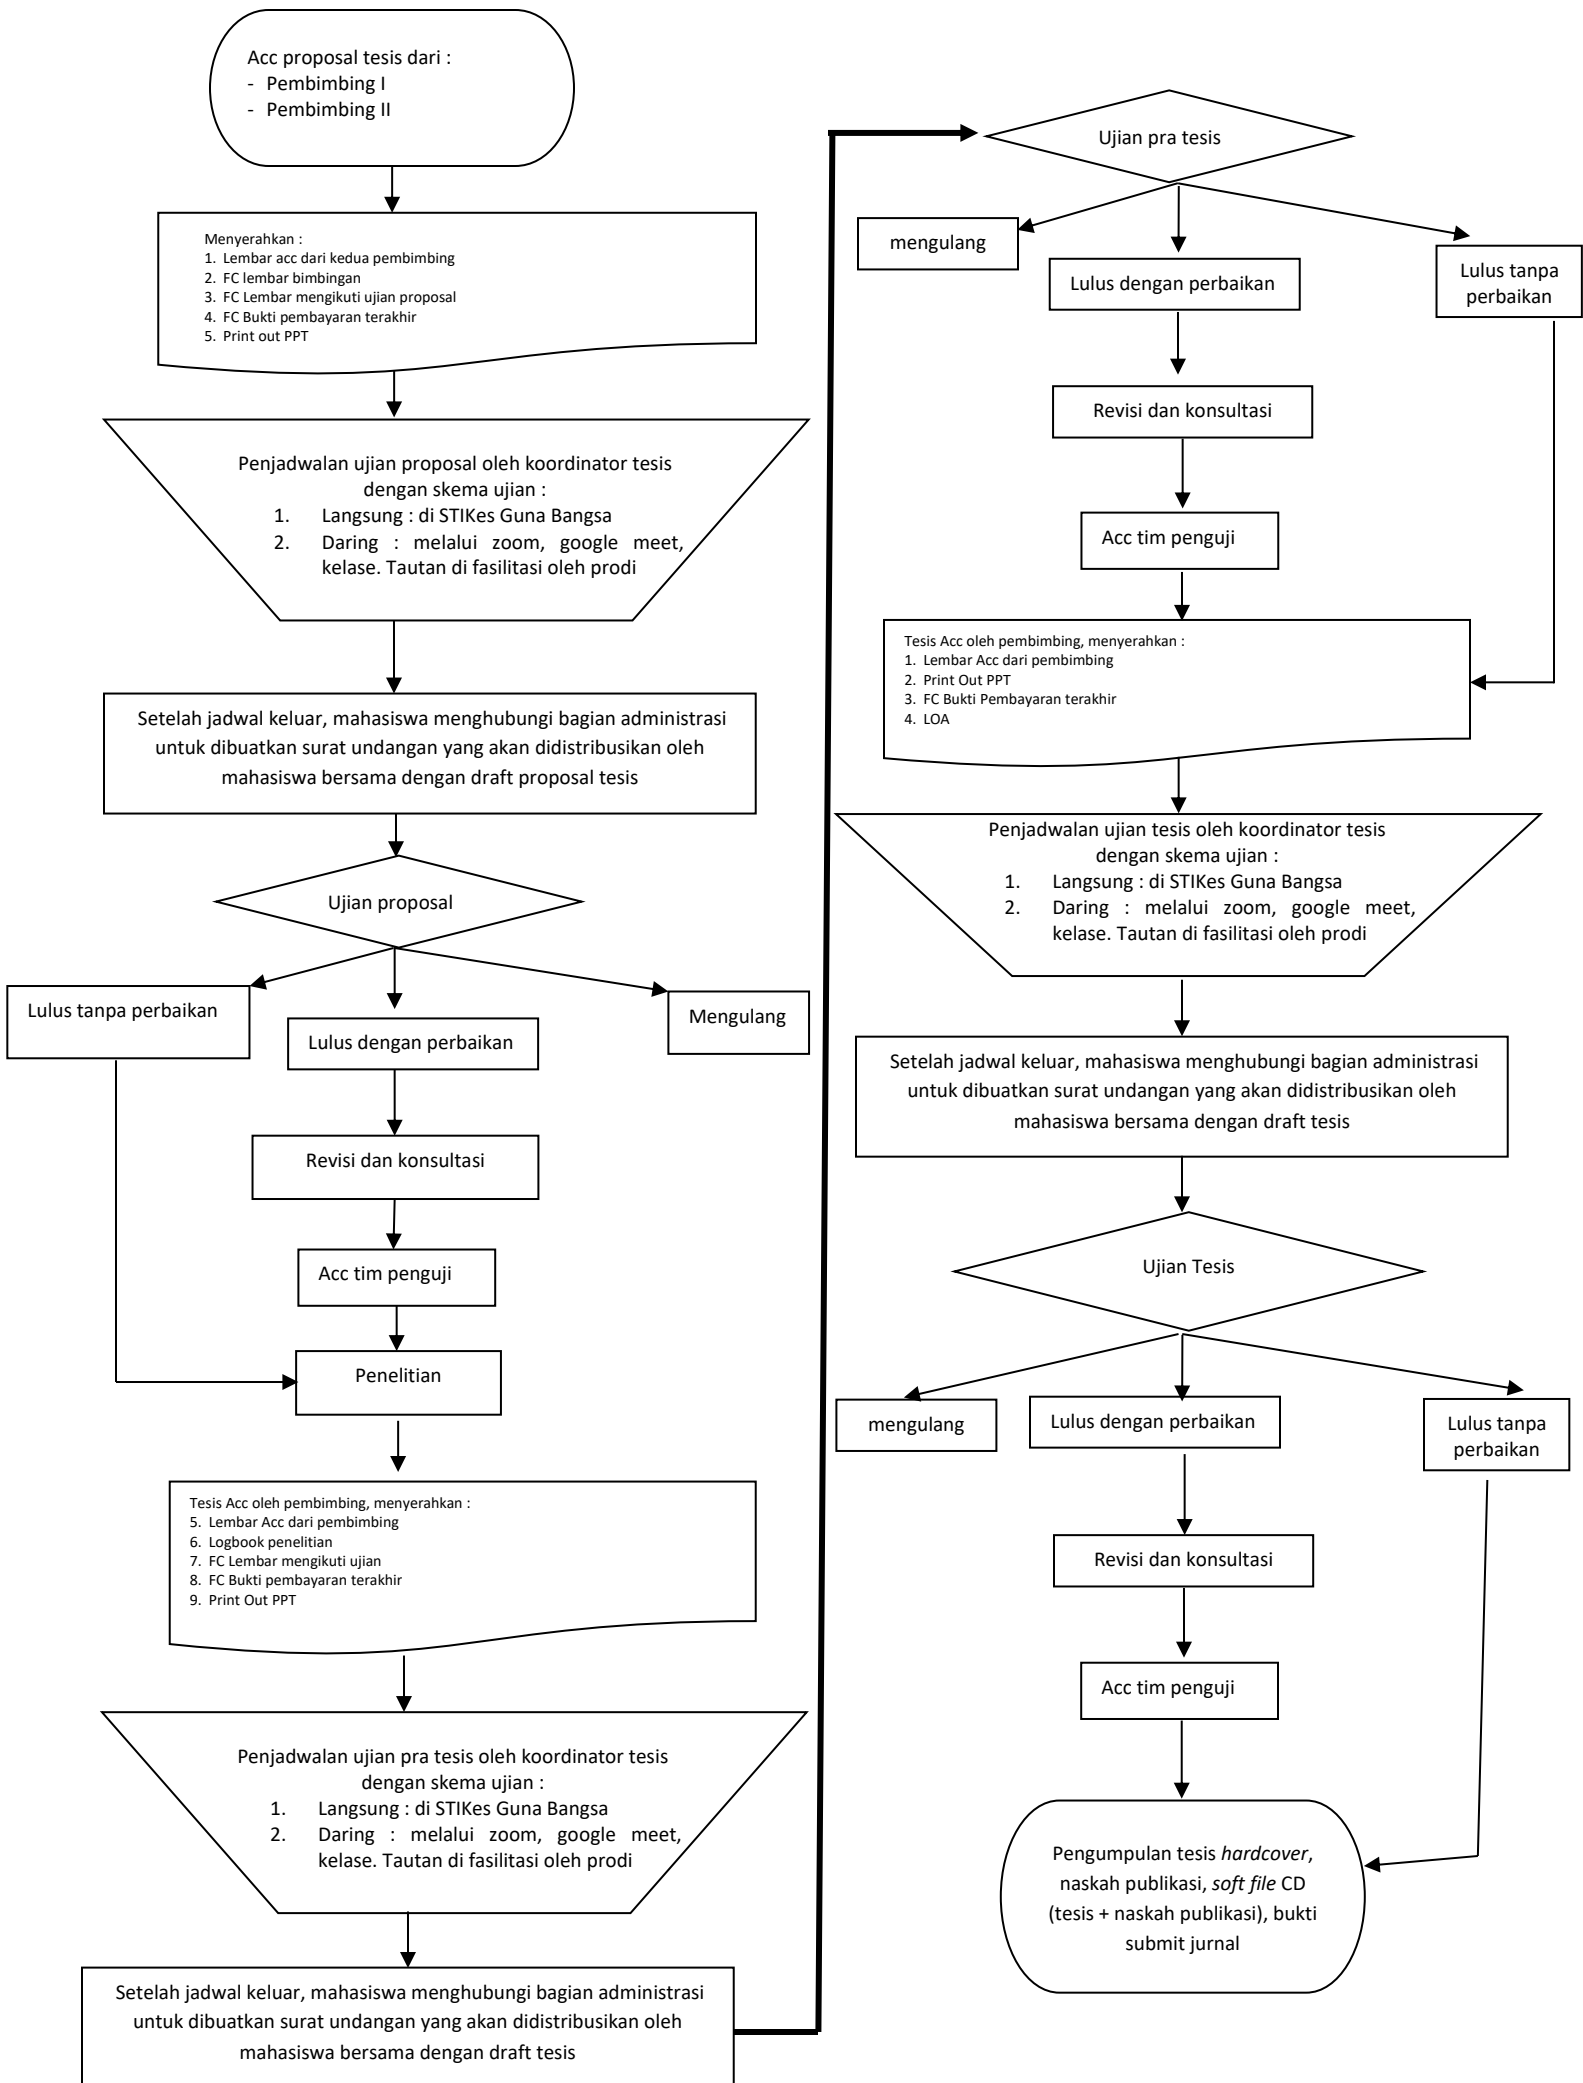 Acc proposal tesis dari :
- Pembimbing I
- Pembimbing II
Menyerahkan :
1. Lembar acc dari kedua pembimbing
2. FC lembar bimbingan
3. FC Lembar mengikuti ujian proposal
4. FC Bukti pembayaran terakhir
5. Print out PPT
Penjadwalan ujian proposal oleh koordinator tesis
dengan skema ujian :
1. Langsung : di STIKes Guna Bangsa
2. Daring : melalui zoom, google meet,
kelase. Tautan di fasilitasi oleh prodi
Setelah jadwal keluar, mahasiswa menghubungi bagian administrasi
untuk dibuatkan surat undangan yang akan didistribusikan oleh
mahasiswa bersama dengan draft proposal tesis
Ujian proposal
Lulus tanpa perbaikan
Lulus dengan perbaikan
Mengulang
Revisi dan konsultasi
Acc tim penguji
Penelitian
Tesis Acc oleh pembimbing, menyerahkan :
5. Lembar Acc dari pembimbing
6. Logbook penelitian
7. FC Lembar mengikuti ujian
8. FC Bukti pembayaran terakhir
9. Print Out PPT
Penjadwalan ujian pra tesis oleh koordinator tesis
dengan skema ujian :
1. Langsung : di STIKes Guna Bangsa
2. Daring : melalui zoom, google meet,
kelase. Tautan di fasilitasi oleh prodi
Setelah jadwal keluar, mahasiswa menghubungi bagian administrasi
untuk dibuatkan surat undangan yang akan didistribusikan oleh
mahasiswa bersama dengan draft tesis
Ujian pra tesis
mengulang
Lulus dengan perbaikan
Lulus tanpa
perbaikan
Revisi dan konsultasi
Acc tim penguji
Tesis Acc oleh pembimbing, menyerahkan :
1. Lembar Acc dari pembimbing
2. Print Out PPT
3. FC Bukti Pembayaran terakhir
4. LOA
Penjadwalan ujian tesis oleh koordinator tesis
dengan skema ujian :
1. Langsung : di STIKes Guna Bangsa
2. Daring : melalui zoom, google meet,
kelase. Tautan di fasilitasi oleh prodi
Setelah jadwal keluar, mahasiswa menghubungi bagian administrasi
untuk dibuatkan surat undangan yang akan didistribusikan oleh
mahasiswa bersama dengan draft tesis
Ujian Tesis
mengulang
Lulus dengan perbaikan
Lulus tanpa
perbaikan
Revisi dan konsultasi
Acc tim penguji
Pengumpulan tesis hardcover,
naskah publikasi, soft file CD
(tesis + naskah publikasi), bukti
submit jurnal